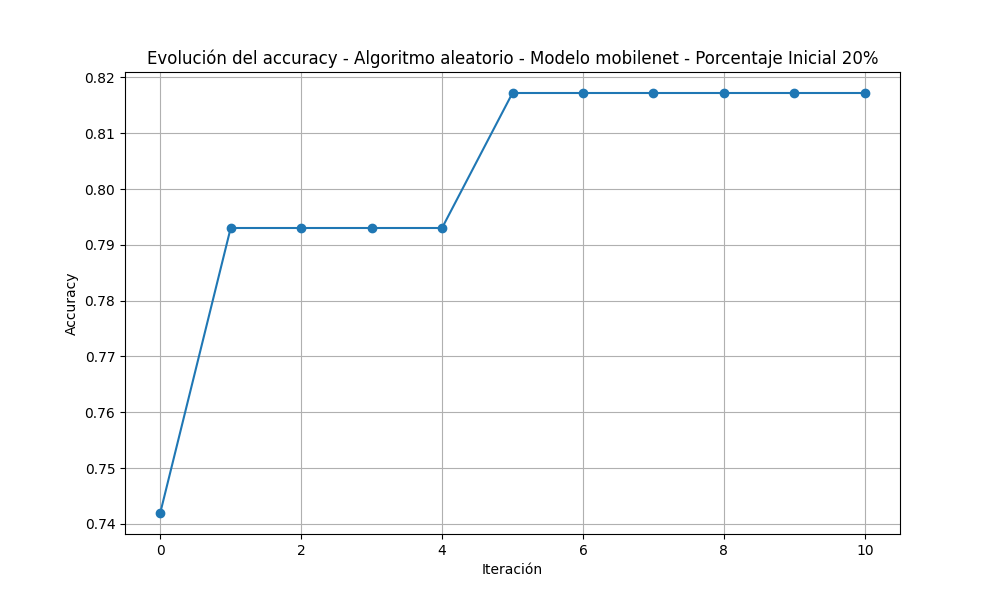 Evolución del accuracy - Algoritmo aleatorio - Modelo mobilenet - Porcentaje Inicial 20%
0.82
0.81
0.80
0.79
0.78
0.77
0.76
0.75
0.74
Accuracy
0 2 4 6 8 10
Iteración